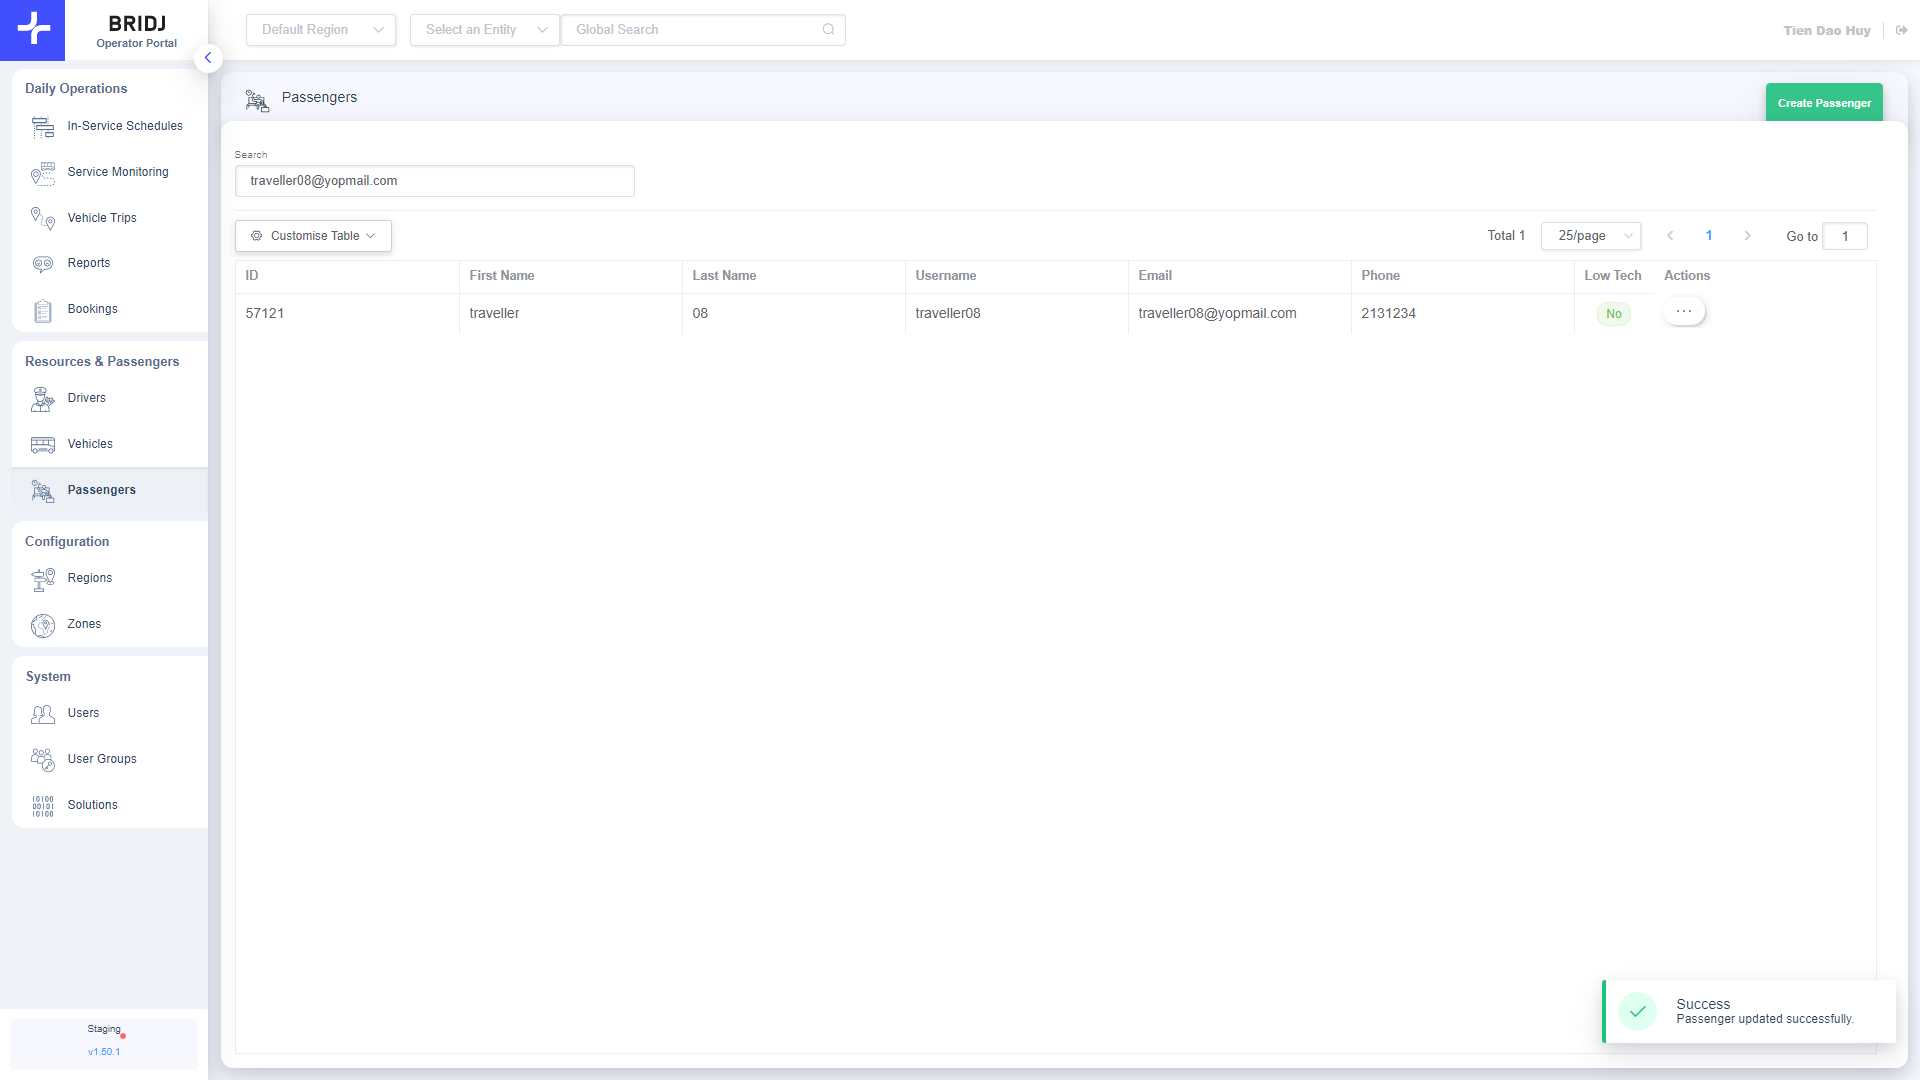 BRIDJ
Operator Portal
Default Region
Select an Entity
Global Search
Tien Dao Huy
Daily Operations
In-Service Schedules
Service Monitoring
Vehicle Trips
Reports
Bookings
Resources & Passengers
Drivers
Vehicles
Passengers
Configuration
Regions
Zones
System
Users
User Groups
Solutions
Staging
v1.50.1
Passengers
Create Passenger
Search
traveller08@yopmail.com
Customise Table
Total 1
25/page
1
Go to
1
ID First Name Last Name Username Email Phone Low Tech Actions
57121 traveller 08 traveller08 traveller08@yopmail.com 2131234 No ...
Success
Passenger updated successfully.